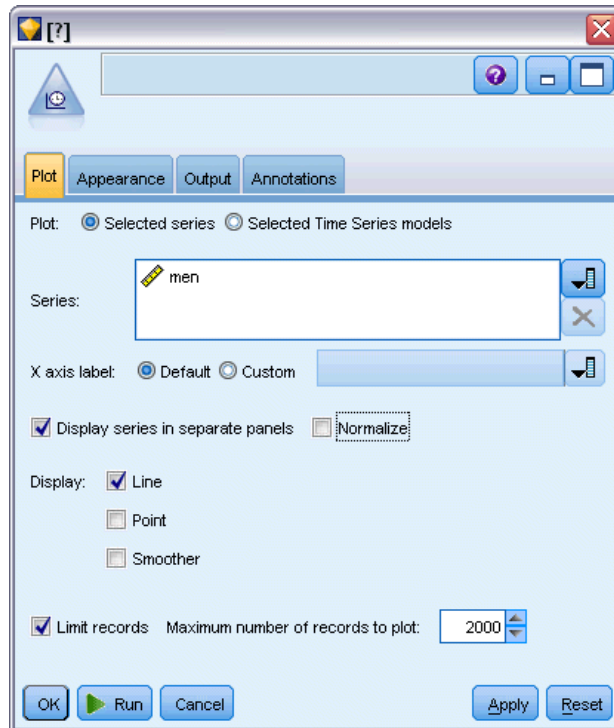 [?]
Plot Appearance Output Annotations
Plot: Selected series Selected Time Series models
Series: men
X axis label: Default Custom
Display series in separate panels Normalize
Display: Line
Point
Smoother
Limit records Maximum number of records to plot: 2000
OK Run Cancel Apply Reset